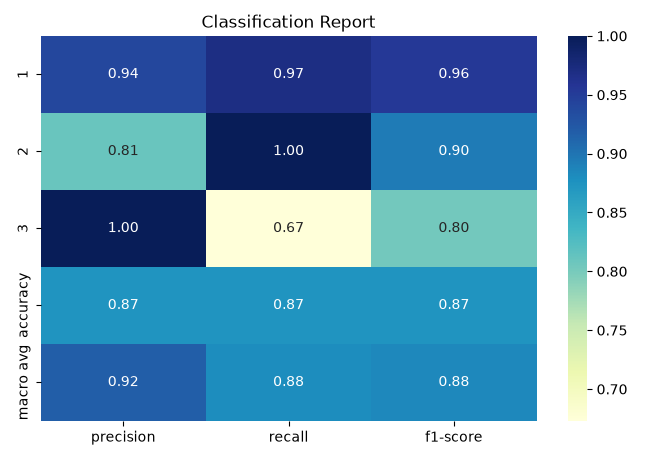 Classification Report
1 0.94 0.97 0.96
2 0.81 1.00 0.90
3 1.00 0.67 0.80
accuracy 0.87 0.87 0.87
macro avg 0.92 0.88 0.88
precision recall f1-score
1.00
0.95
0.90
0.85
0.80
0.75
0.70